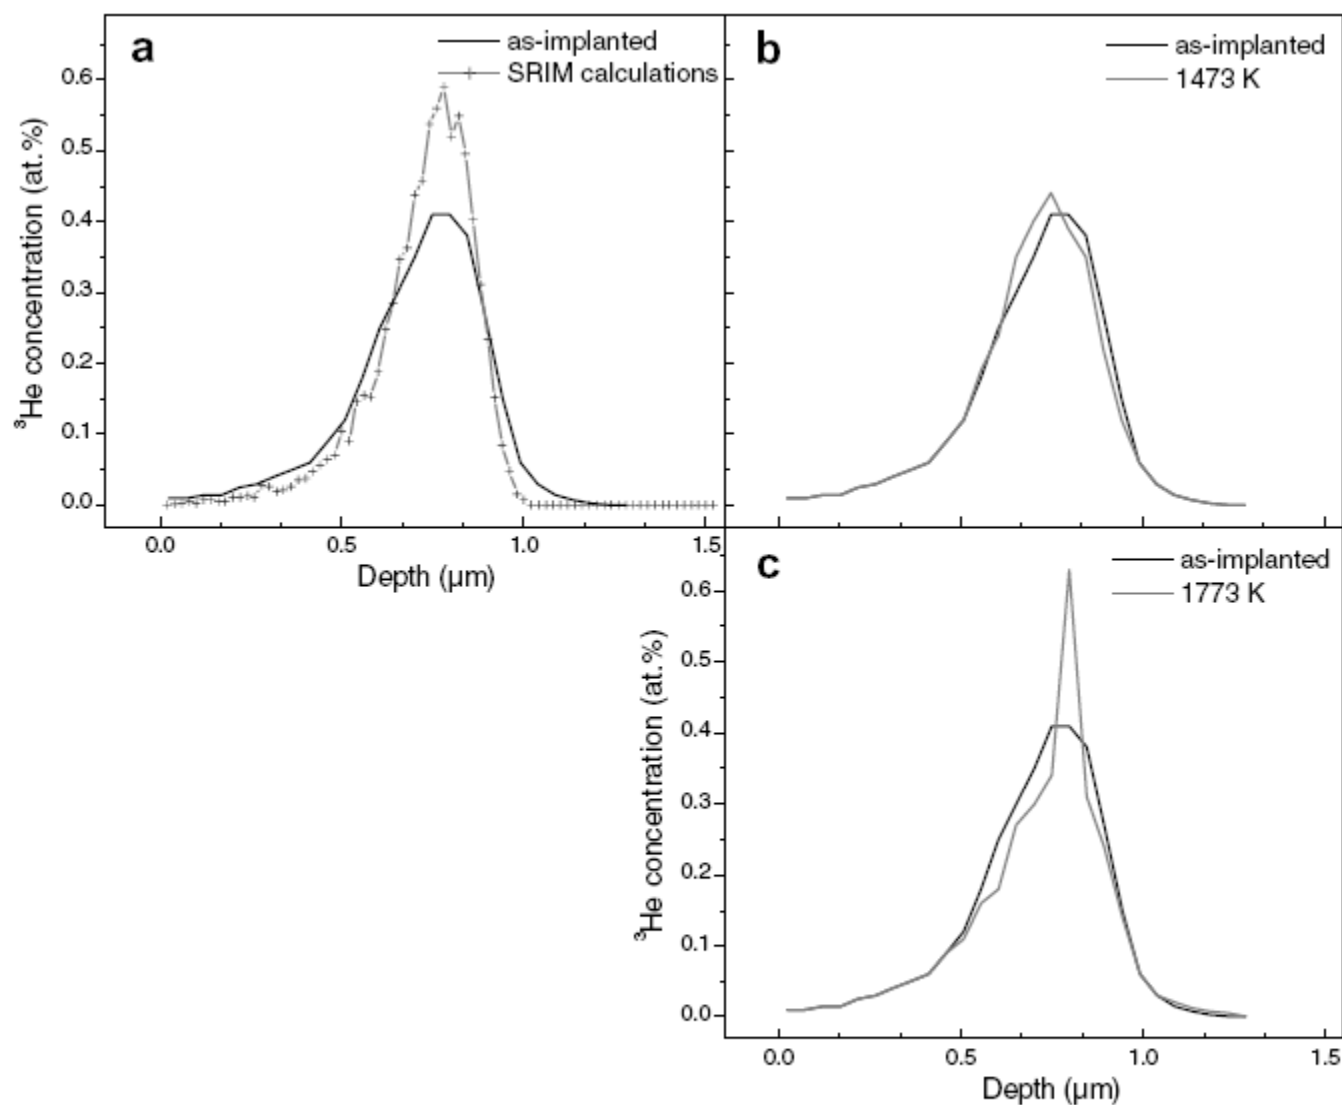 a
as-implanted
SRIM calculations
0.6
0.5
0.4
0.3
0.2
0.1
0.0
³He concentration (at.%)
0.0 0.5 1.0 1.5
Depth (µm)
b
as-implanted
1473 K
c
as-implanted
1773 K
0.6
0.5
0.4
0.3
0.2
0.1
0.0
³He concentration (at.%)
0.0 0.5 1.0 1.5
Depth (µm)